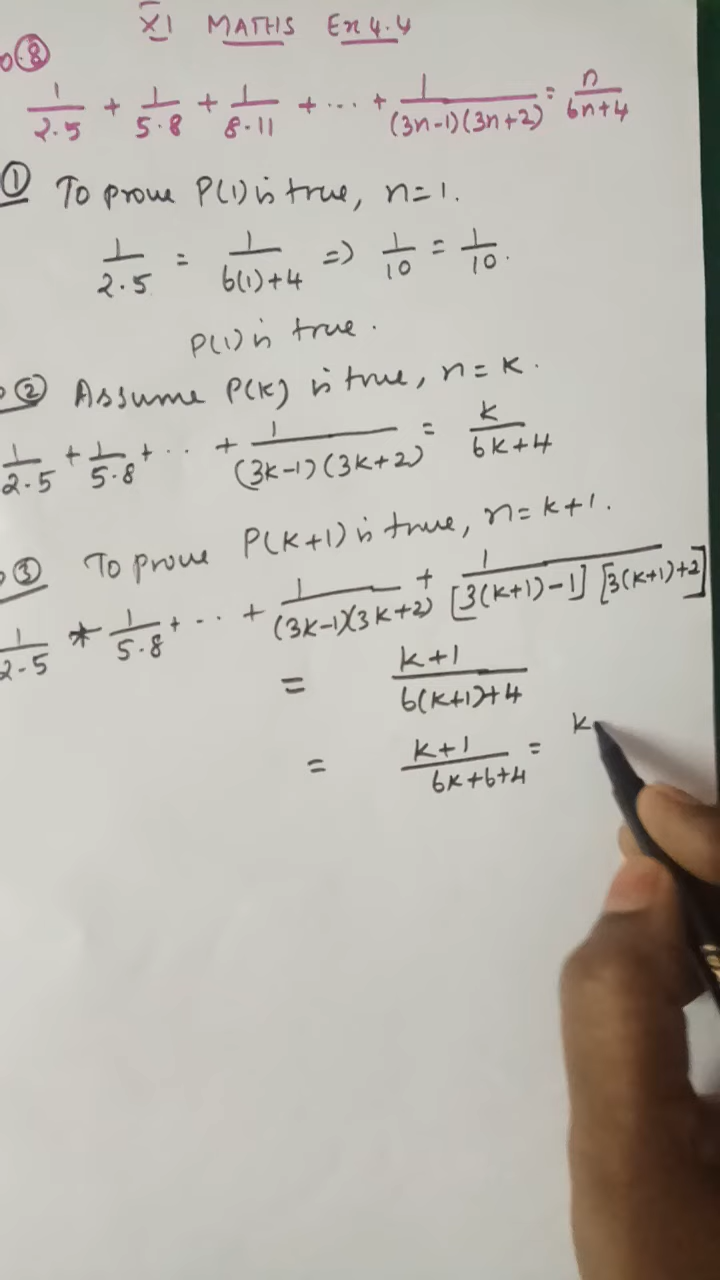 XI MATHS Ex 4.4
⑧
1/2.5 + 1/5.8 + 1/8.11 + ... + 1/(3n-1)(3n+2) = n/6n+4
① To prove P(1) is true, n=1.
1/2.5 = 1/6(1)+4 => 1/10 = 1/10.
P(1) is true.
② Assume P(k) is true, n=k.
1/2.5 + 1/5.8 + .. + 1/(3k-1)(3k+2) = k/6k+4
③ To prove P(k+1) is true, n=k+1.
1/2.5 + 1/5.8 + .. + 1/(3k-1)(3k+2) + 1/[3(k+1)-1][3(k+1)+2]
= k+1/6(k+1)+4
= k+1/6k+6+4 = k